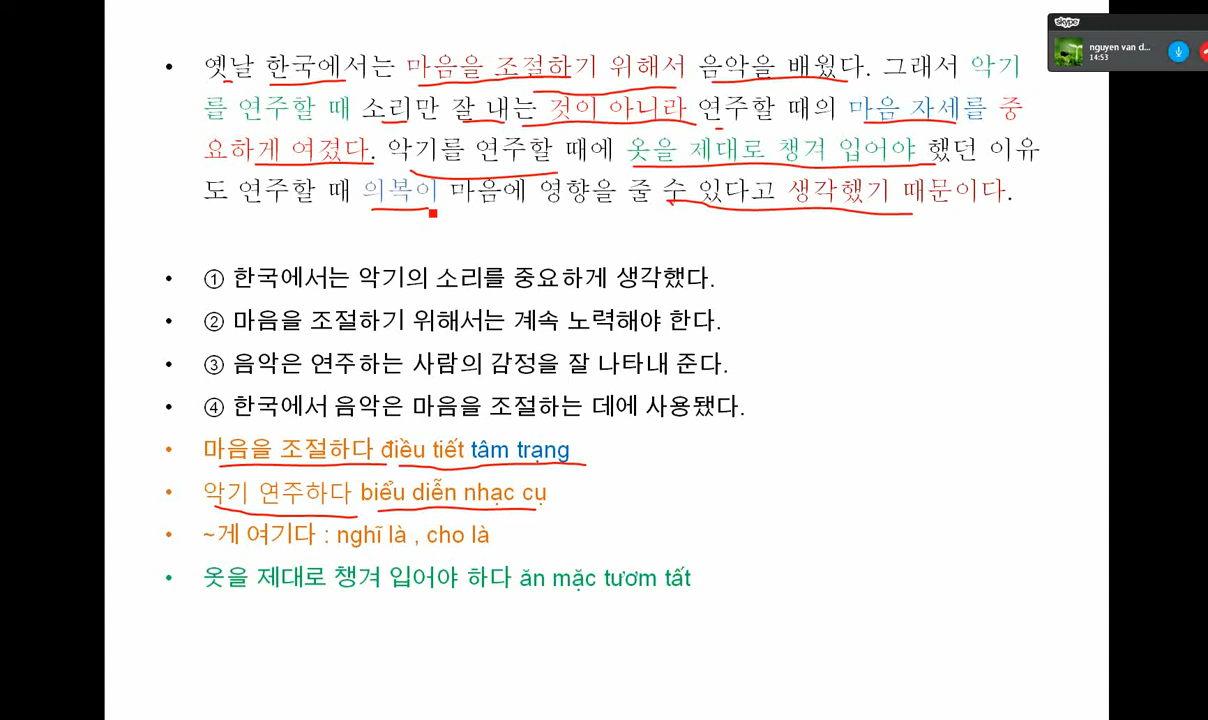 skype
nguyen van d...
14:53
• 옛날 한국에서는 마음을 조절하기 위해서 음악을 배웠다. 그래서 악기
를 연주할 때 소리만 잘 내는 것이 아니라 연주할 때의 마음 자세를 중
요하게 여겼다. 악기를 연주할 때에 옷을 제대로 챙겨 입어야 했던 이유
도 연주할 때 의복이 마음에 영향을 줄 수 있다고 생각했기 때문이다.
• ① 한국에서는 악기의 소리를 중요하게 생각했다.
• ② 마음을 조절하기 위해서는 계속 노력해야 한다.
• ③ 음악은 연주하는 사람의 감정을 잘 나타내 준다.
• ④ 한국에서 음악은 마음을 조절하는 데에 사용됐다.
• 마음을 조절하다 điều tiết tâm trạng
• 악기 연주하다 biểu diễn nhạc cụ
• ~게 여기다 : nghĩ là , cho là
• 옷을 제대로 챙겨 입어야 하다 ăn mặc tươm tất